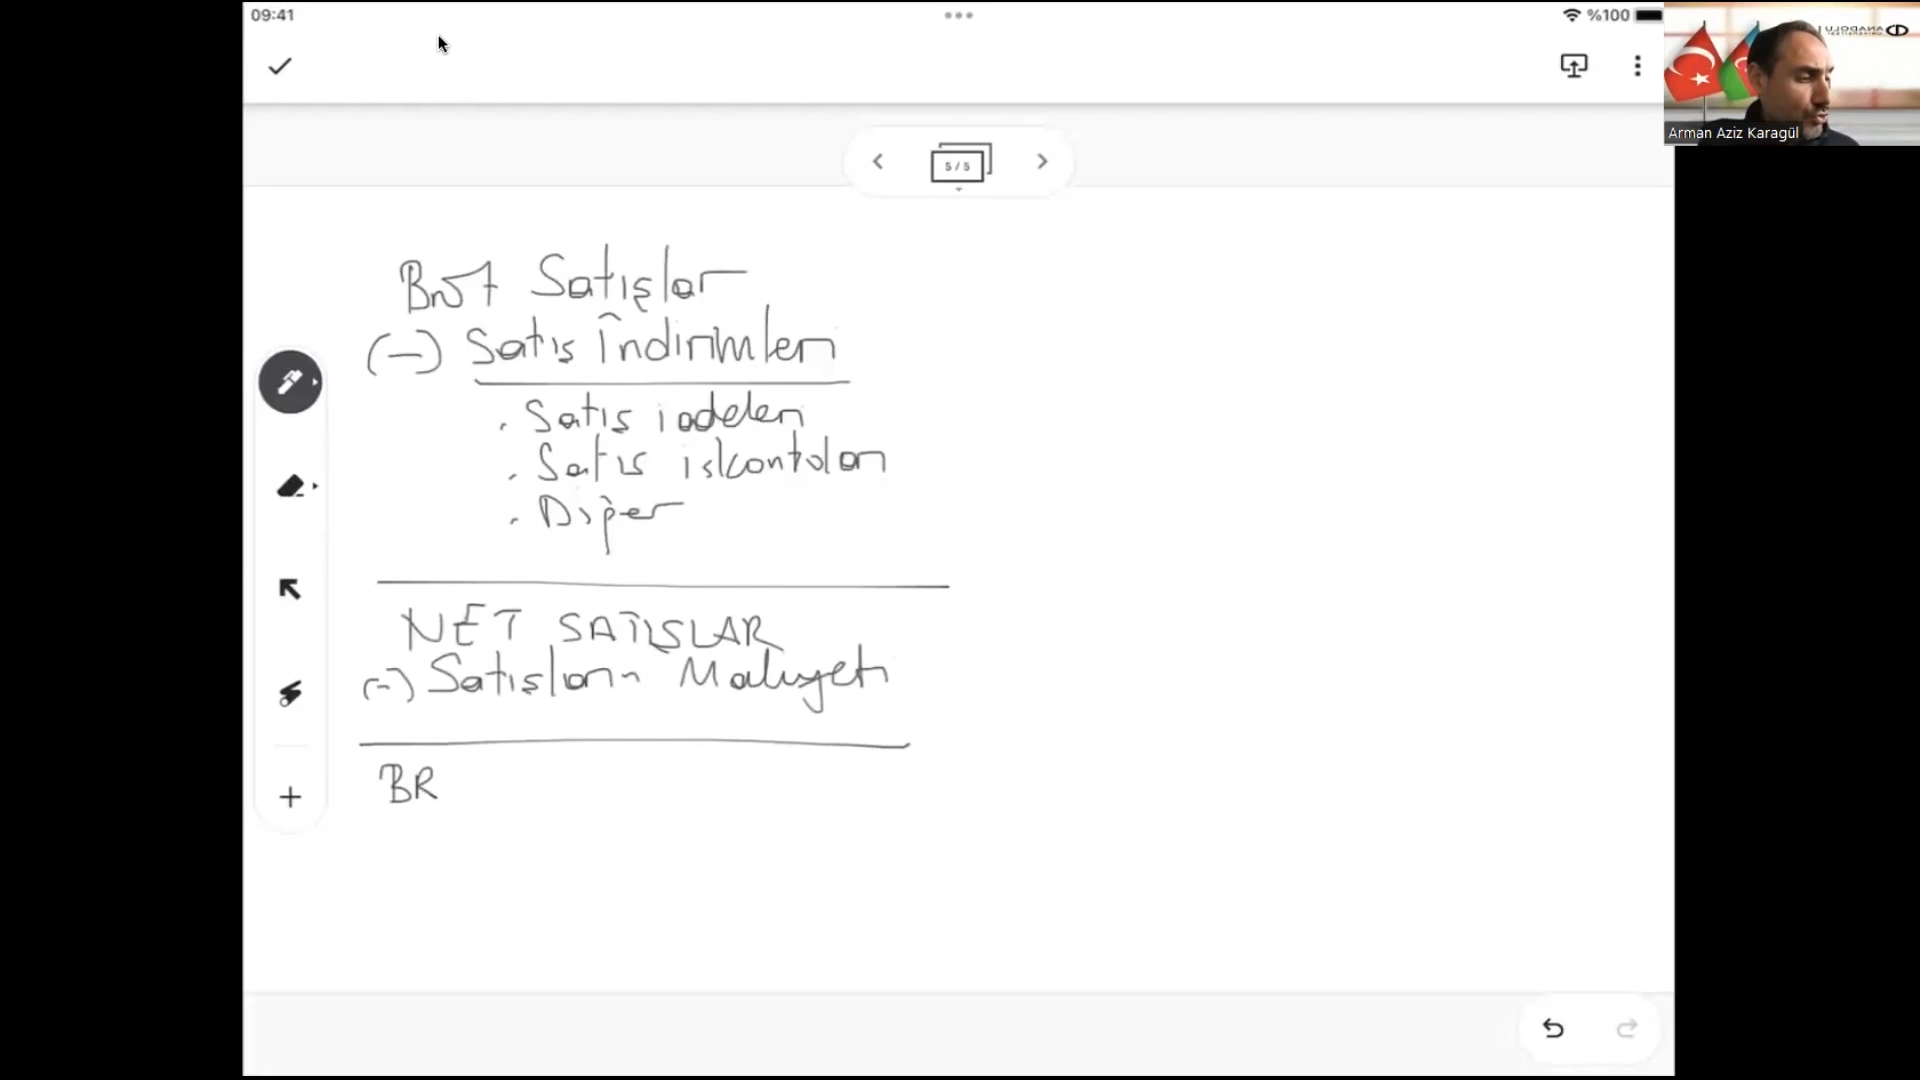 09:41
%100
5 / 5
ANADOLU
Arman Aziz Karagül
Brüt Satışlar
(-) Satış İndirimleri
. Satış iadeleri
. Satış iskontoları
. Diğer
NET SATIŞLAR
(-) Satışların Maliyeti
BR